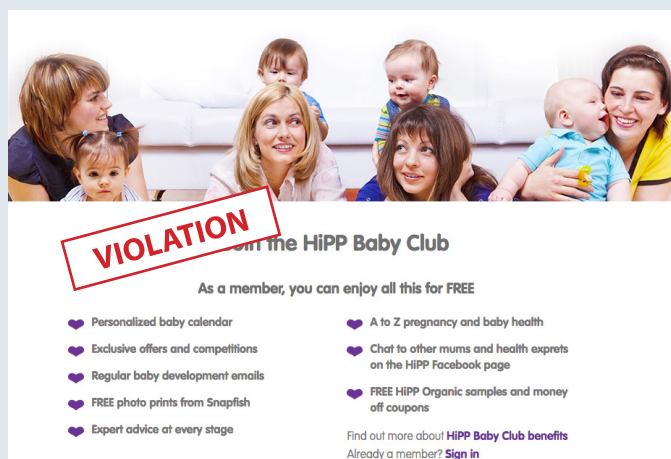 VIOLATION
the HiPP Baby Club
As a member, you can enjoy all this for FREE
Personalized baby calendar
Exclusive offers and competitions
Regular baby development emails
FREE photo prints from Snapfish
Expert advice at every stage
A to Z pregnancy and baby health
Chat to other mums and health exprets
on the HiPP Facebook page
FREE HiPP Organic samples and money
off coupons
Find out more about HiPP Baby Club benefits
Already a member? Sign in